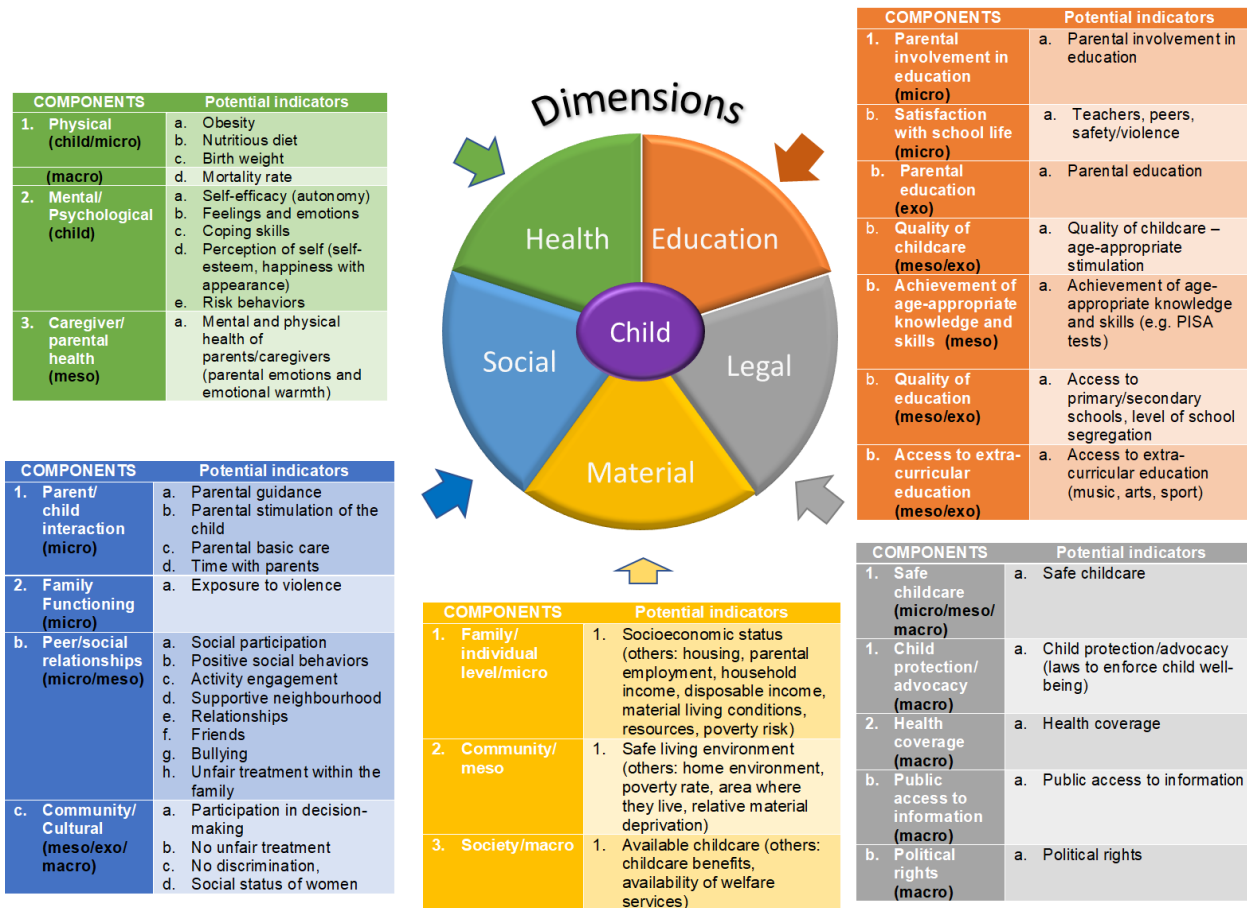 Dimensions
Health
Education
Social
Child
Legal
Material
COMPONENTS Potential indicators
1. Physical
(child/micro)
a. Obesity
b. Nutritious diet
c. Birth weight
(macro)
d. Mortality rate
2. Mental/
Psychological
(child)
a. Self-efficacy (autonomy)
b. Feelings and emotions
c. Coping skills
d. Perception of self (self-
esteem, happiness with
appearance)
e. Risk behaviors
3. Caregiver/
parental
health
(meso)
a. Mental and physical
health of
parents/caregivers
(parental emotions and
emotional warmth)
COMPONENTS Potential indicators
1. Parent/
child
interaction
(micro)
a. Parental guidance
b. Parental stimulation of the
child
c. Parental basic care
d. Time with parents
2. Family
Functioning
(micro)
a. Exposure to violence
b. Peer/social
relationships
(micro/meso)
a. Social participation
b. Positive social behaviors
c. Activity engagement
d. Supportive neighbourhood
e. Relationships
f. Friends
g. Bullying
h. Unfair treatment within the
family
c. Community/
Cultural
(meso/exo/
macro)
a. Participation in decision-
making
b. No unfair treatment
c. No discrimination,
d. Social status of women
COMPONENTS Potential indicators
1. Family/
individual
level/micro
1. Socioeconomic status
(others: housing, parental
employment, household
income, disposable income,
material living conditions,
resources, poverty risk)
2. Community/
meso
1. Safe living environment
(others: home environment,
poverty rate, area where
they live, relative material
deprivation)
3. Society/macro
1. Available childcare (others:
childcare benefits,
availability of welfare
services)
COMPONENTS Potential indicators
1. Parental
involvement in
education
(micro)
a. Parental involvement in
education
b. Satisfaction
with school life
(micro)
a. Teachers, peers,
safety/violence
b. Parental
education
(exo)
a. Parental education
b. Quality of
childcare
(meso/exo)
a. Quality of childcare –
age-appropriate
stimulation
b. Achievement of
age-appropriate
knowledge and
skills (meso)
a. Achievement of age-
appropriate knowledge
and skills (e.g. PISA
tests)
b. Quality of
education
(meso/exo)
a. Access to
primary/secondary
schools, level of school
segregation
b. Access to extra-
curricular
education
(meso/exo)
a. Access to extra-
curricular education
(music, arts, sport)
COMPONENTS Potential indicators
1. Safe
childcare
(micro/meso/
macro)
a. Safe childcare
1. Child
protection/
advocacy
(macro)
a. Child protection/advocacy
(laws to enforce child well-
being)
2. Health
coverage
(macro)
a. Health coverage
b. Public
access to
information
(macro)
a. Public access to information
b. Political
rights
(macro)
a. Political rights